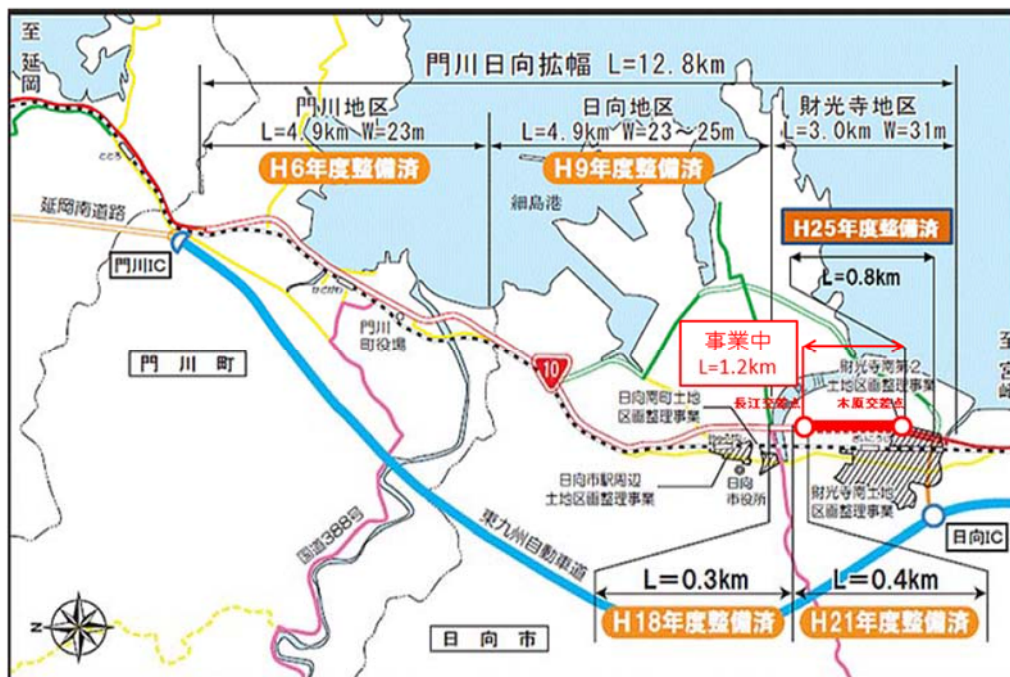 至
延
岡
門川日向拡幅 L=12.8km
門川地区
L=4.9km W=23m
日向地区
L=4.9km W=23～25m
財光寺地区
L=3.0km W=31m
H6年度整備済
H9年度整備済
H25年度整備済
L=0.8km
細島港
延岡南道路
門川IC
かどがわ
門川
町役場
門川町
10
事業中
L=1.2km
長江交差点
木原交差点
財光寺南第2
土地区画整理事業
至
宮
崎
日向南町土地
区画整理事業
日向市駅周辺
土地区画整理事業
日向
市役所
財光寺南土地
区画整理事業
日向IC
国道388号
東九州自動車道
L=0.3km
L=0.4km
H18年度整備済
H21年度整備済
日向市
N